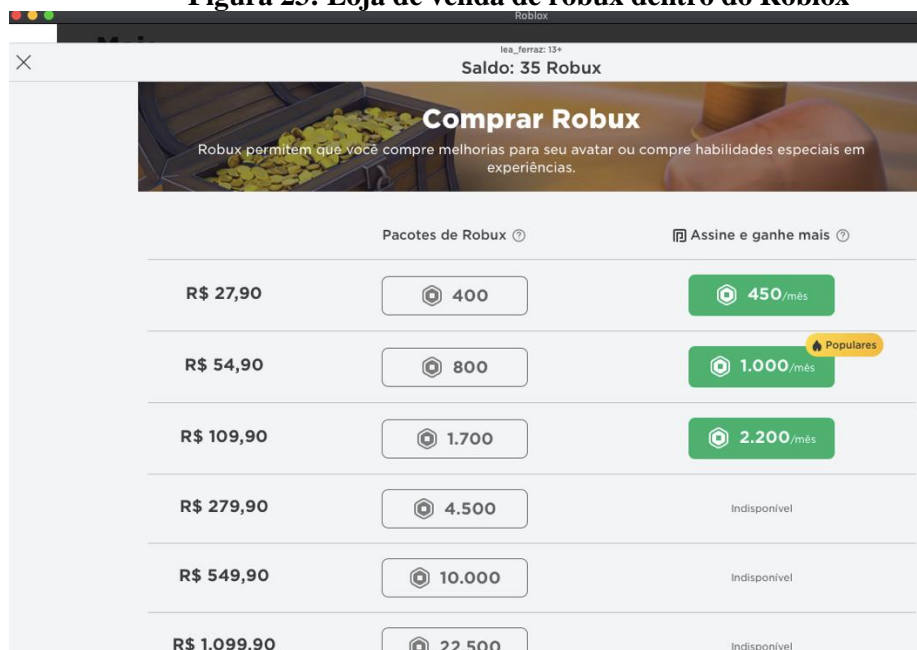 Figura 25: Loja de venda de robux dentro do Roblox
Roblox
lea_ferraz: 13+
Saldo: 35 Robux
Comprar Robux
Robux permitem que você compre melhorias para seu avatar ou compre habilidades especiais em
experiências.
Pacotes de Robux Assine e ganhe mais
R$ 27,90 400 450/mês
Populares
R$ 54,90 800 1.000/mês
R$ 109,90 1.700 2.200/mês
R$ 279,90 4.500 Indisponível
R$ 549,90 10.000 Indisponível
R$ 1.099,90 22.500 Indisponível